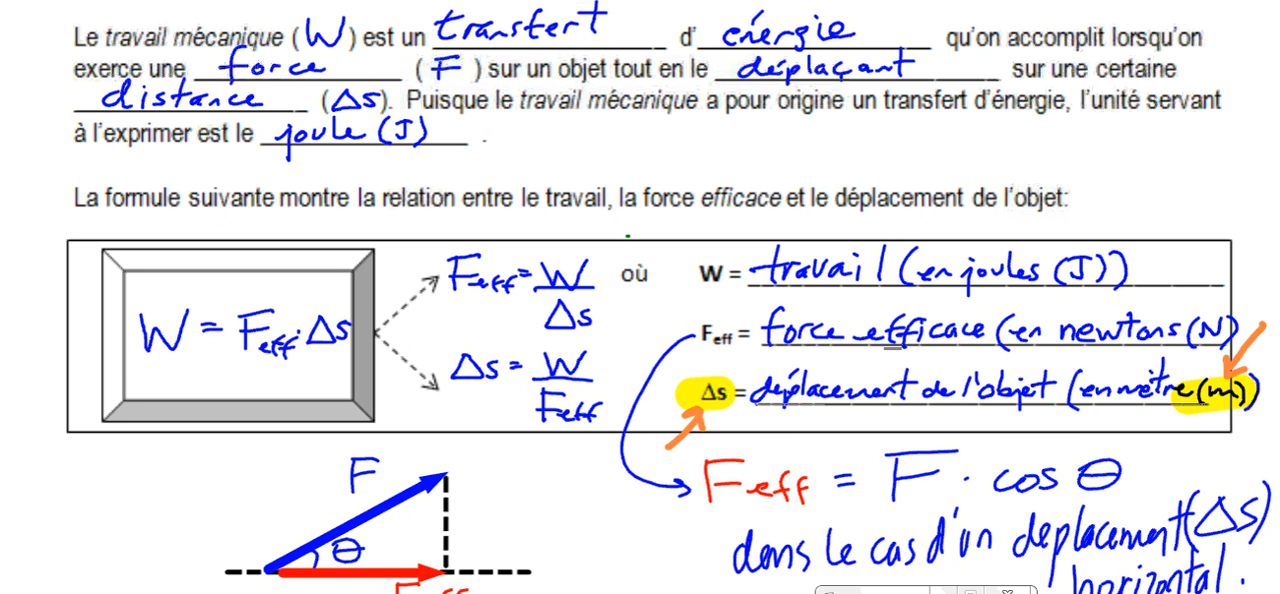 Le travail mécanique (W) est un transfert d' énergie qu'on accomplit lorsqu'on
exerce une force (F) sur un objet tout en le déplaçant sur une certaine
distance (Δs). Puisque le travail mécanique a pour origine un transfert d'énergie, l'unité servant
à l'exprimer est le joule (J).
La formule suivante montre la relation entre le travail, la force efficace et le déplacement de l'objet:
W = Feff · Δs
Feff = W / Δs
Δs = W / Feff
où W = travail (en joules (J))
Feff = force efficace (en newtons (N)
Δs = déplacement de l'objet (en mètre (m))
Feff = F · cos θ
dans le cas d'un deplacement (Δs)
horizontal.
F
θ
Feff